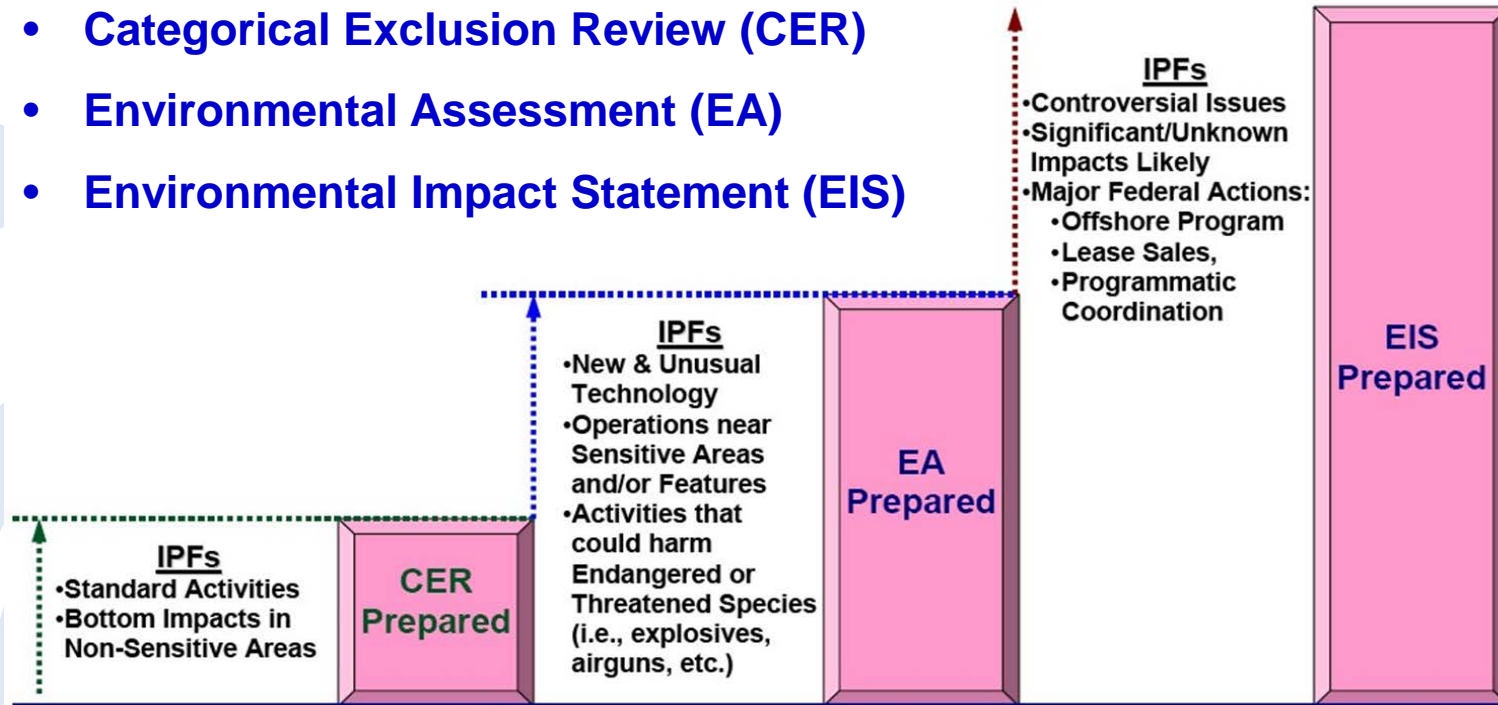 • Categorical Exclusion Review (CER)
• Environmental Assessment (EA)
• Environmental Impact Statement (EIS)
IPFs
•Standard Activities
•Bottom Impacts in
Non-Sensitive Areas
CER
Prepared
IPFs
•New & Unusual
Technology
•Operations near
Sensitive Areas
and/or Features
•Activities that
could harm
Endangered or
Threatened Species
(i.e., explosives,
airguns, etc.)
EA
Prepared
IPFs
•Controversial Issues
•Significant/Unknown
Impacts Likely
•Major Federal Actions:
•Offshore Program
•Lease Sales,
•Programmatic
Coordination
EIS
Prepared